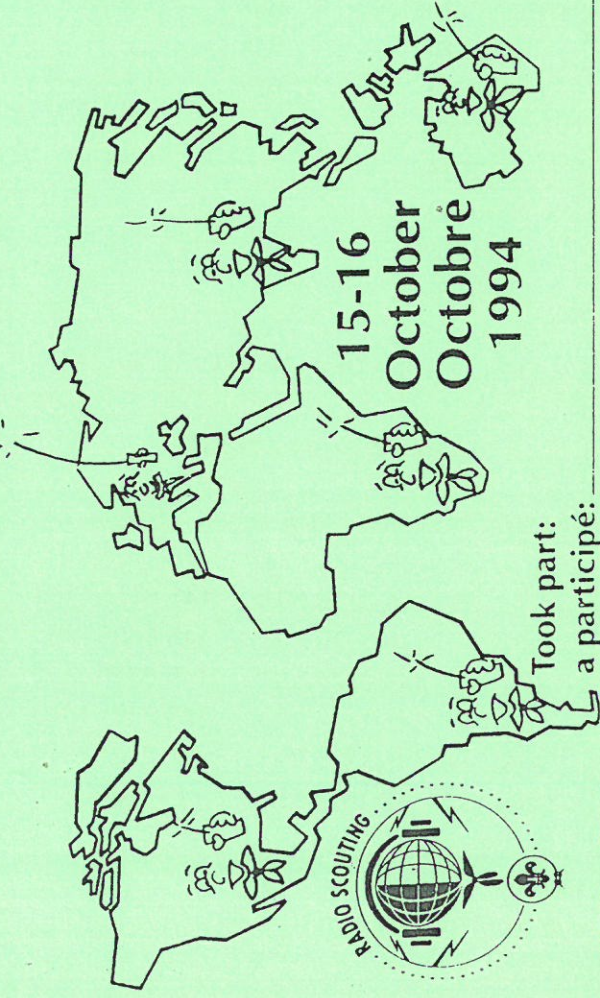 15-16
October
Octobre
1994
Took part:
a participé:
RADIO SCOUTING